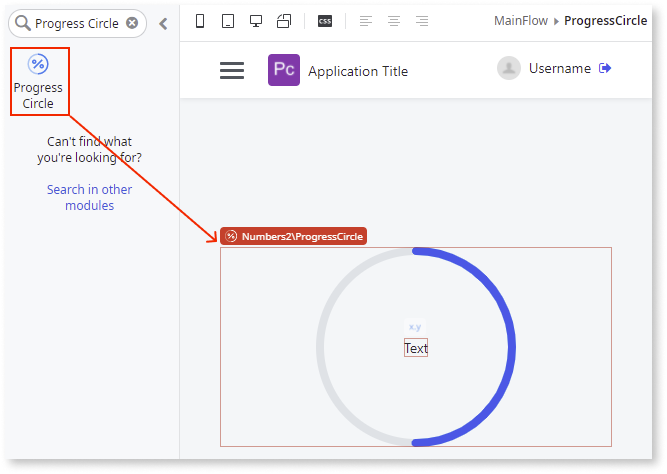 Progress Circle
CSS
MainFlow ProgressCircle
Progress
Circle
Pc Application Title
Username
Can't find what
you're looking for?
Search in other
modules
Numbers2\ProgressCircle
x.y
Text